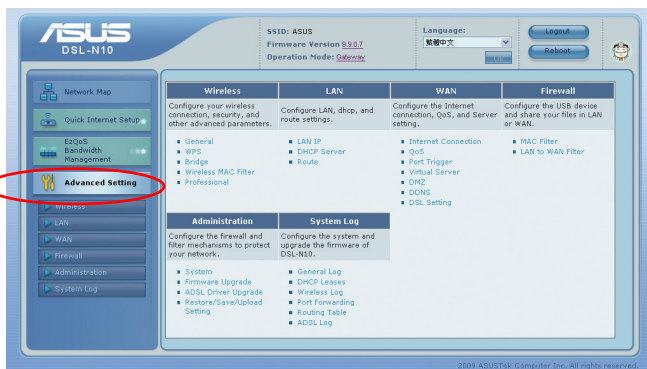 ASUS
DSL-N10
SSID: ASUS
Firmware Version 9.9.0.7
Operation Mode: Gateway
Language:
繁體中文
Logout
Reboot
Network Map
Quick Internet Setup
EzQoS
Bandwidth
Management
Advanced Setting
Wireless
LAN
WAN
Firewall
Administration
System Log
Wireless
Configure your wireless
connection, security, and
other advanced parameters.
General
WPS
Bridge
Wireless MAC Filter
Professional
LAN
Configure LAN, dhcp, and
route settings.
LAN IP
DHCP Server
Route
WAN
Configure the Internet
connection, QoS, and Server
setting.
Internet Connection
QoS
Port Trigger
Virtual Server
DMZ
DDNS
DSL Setting
Firewall
Configure the USB device
and share your files in LAN
or WAN.
MAC Filter
LAN to WAN Filter
Administration
Configure the firewall and
filter mechanisms to protect
your network.
System
Firmware Upgrade
ADSL Driver Upgrade
Restore/Save/Upload
Setting
System Log
Configure the system and
upgrade the firmware of
DSL-N10.
General Log
DHCP Leases
Wireless Log
Port Forwarding
Routing Table
ADSL Log
2009 ASUSTek Computer Inc. All rights reserved.